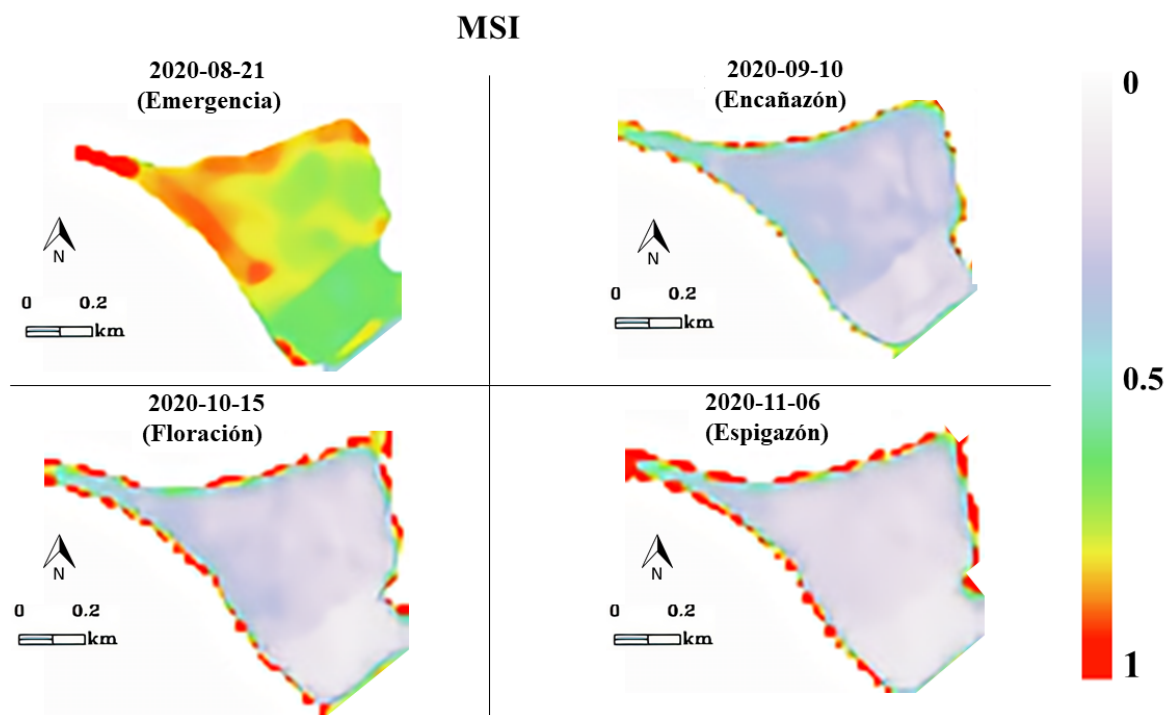 MSI
2020-08-21
(Emergencia)
N
0 0.2
km
2020-09-10
(Encañazón)
N
0 0.2
km
2020-10-15
(Floración)
N
0 0.2
km
2020-11-06
(Espigazón)
N
0 0.2
km
0
0.5
1